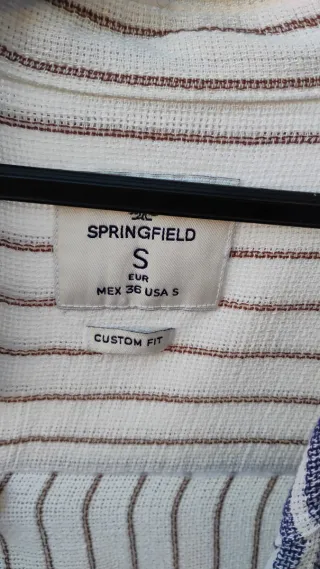 SPRINGFIELD
S
EUR
MEX 36 USA S
CUSTOM FIT